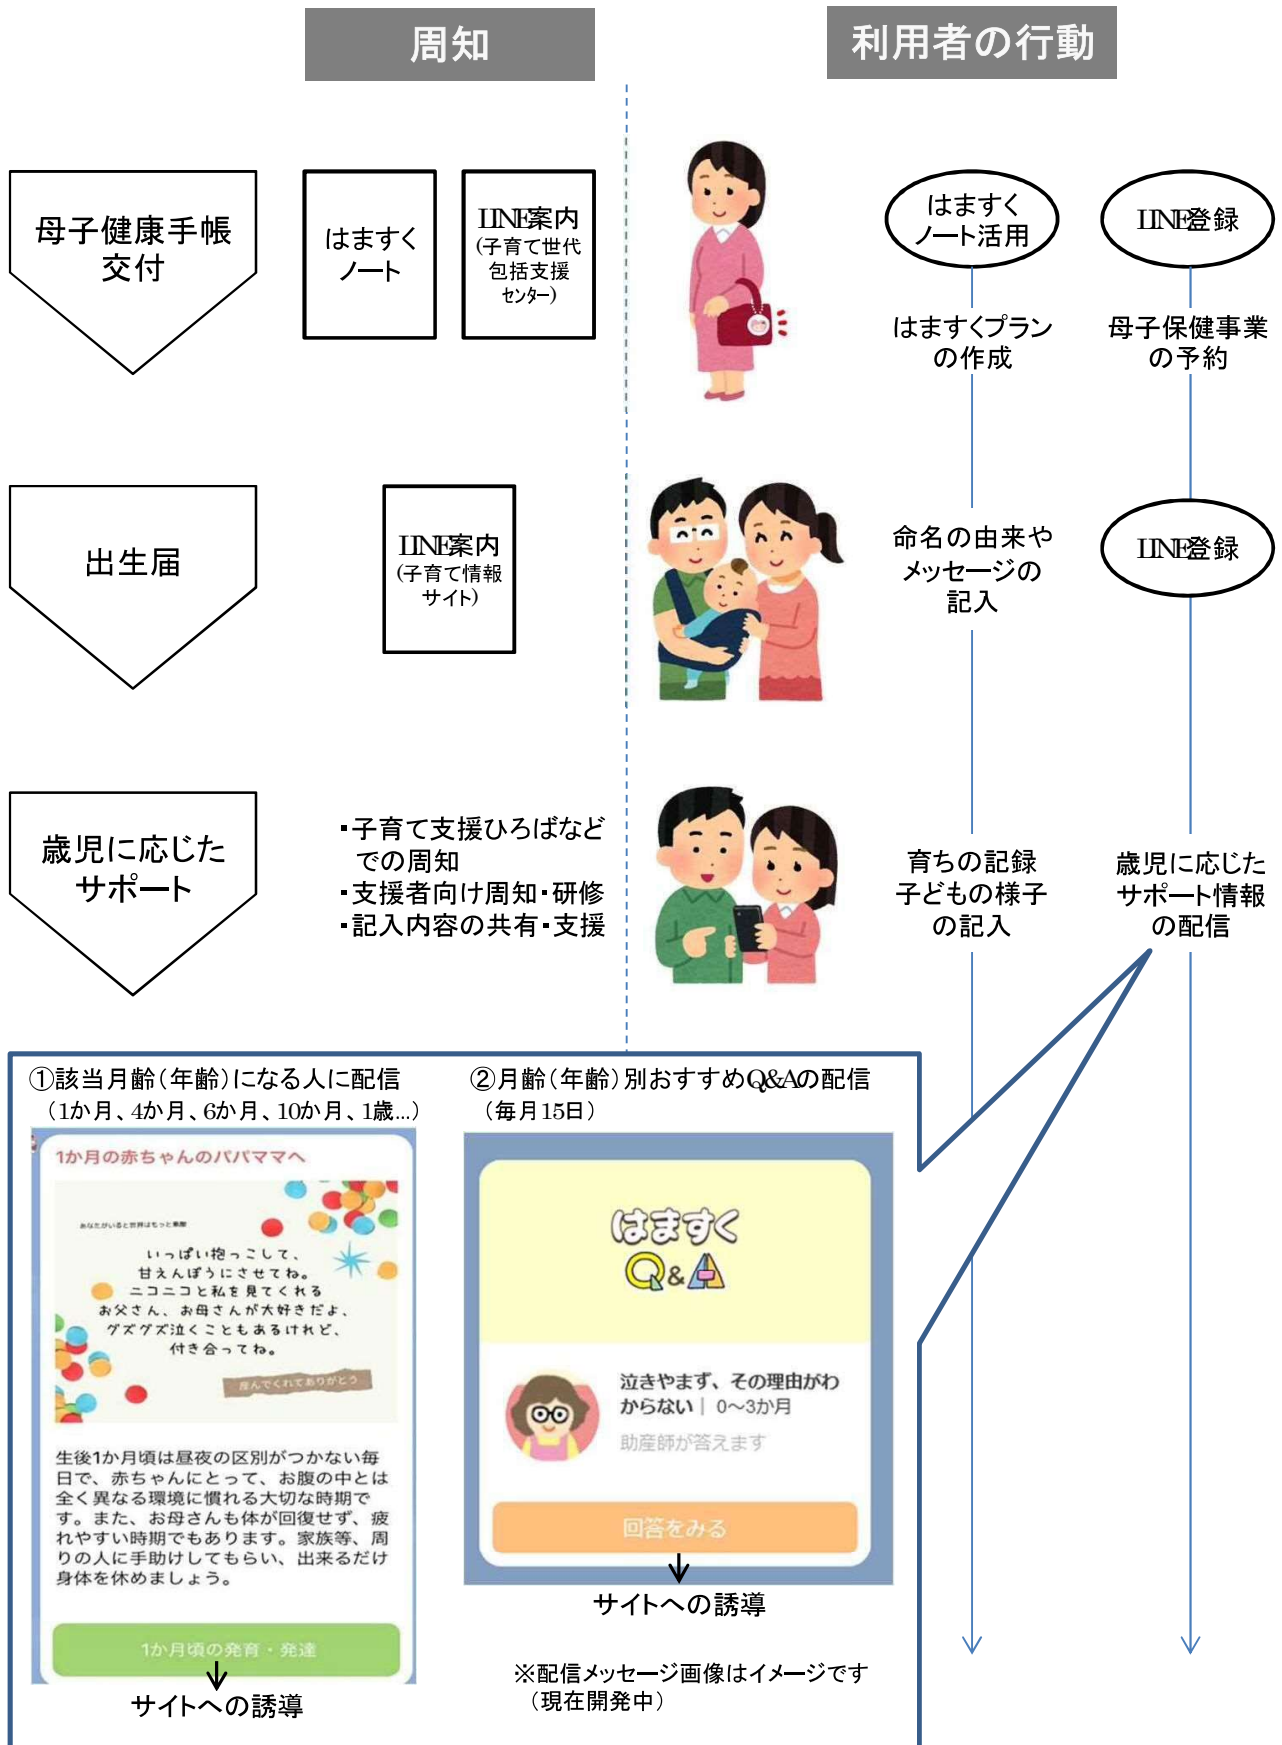 周知
利用者の行動
母子健康手帳
交付
はますく
ノート
LINE案内
(子育て世代
包括支援
センター)
はますく
ノート活用
LINE登録
はますくプラン
の作成
母子保健事業
の予約
出生届
LINE案内
(子育て情報
サイト)
命名の由来や
メッセージの
記入
LINE登録
歳児に応じた
サポート
・子育て支援ひろばなど
での周知
・支援者向け周知・研修
・記入内容の共有・支援
育ちの記録
子どもの様子
の記入
歳児に応じた
サポート情報
の配信
①該当月齢(年齢)になる人に配信
(1か月、4か月、6か月、10か月、1歳...)
1か月の赤ちゃんのパパママへ
あなたがいると世界はもっと素敵
いっぱい抱っこして、
甘えんぼうにさせてね。
ニコニコと私を見てくれる
お父さん、お母さんが大好きだよ、
グズグズ泣くこともあるけれど、
付き合ってね。
産んでくれてありがとう
生後1か月頃は昼夜の区別がつかない毎
日で、赤ちゃんにとって、お腹の中とは
全く異なる環境に慣れる大切な時期で
す。また、お母さんも体が回復せず、疲
れやすい時期でもあります。家族等、周
りの人に手助けしてもらい、出来るだけ
身体を休めましょう。
1か月頃の発育・発達
サイトへの誘導
②月齢(年齢)別おすすめQ&Aの配信
(毎月15日)
はますく
Q&A
泣きやまず、その理由がわ
からない｜0〜3か月
助産師が答えます
回答をみる
サイトへの誘導
※配信メッセージ画像はイメージです
(現在開発中)